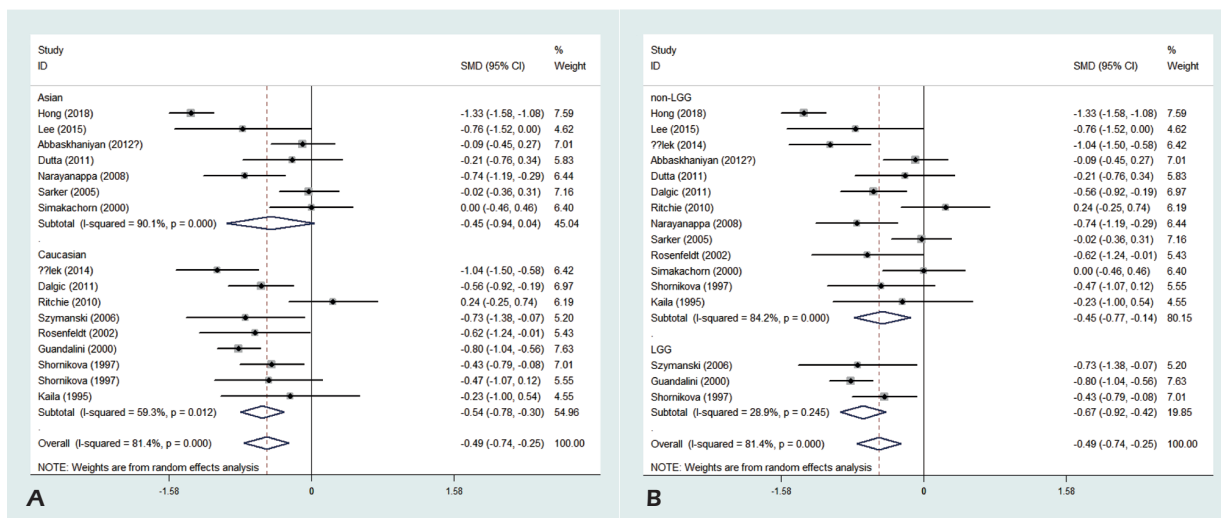 Study %
ID SMD (95% CI) Weight
Asian
Hong (2018) -1.33 (-1.58, -1.08) 7.59
Lee (2015) -0.76 (-1.52, 0.00) 4.62
Abbaskhaniyan (2012?) -0.09 (-0.45, 0.27) 7.01
Dutta (2011) -0.21 (-0.76, 0.34) 5.83
Narayanappa (2008) -0.74 (-1.19, -0.29) 6.44
Sarker (2005) -0.02 (-0.36, 0.31) 7.16
Simakachorn (2000) 0.00 (-0.46, 0.46) 6.40
Subtotal (I-squared = 90.1%, p = 0.000) -0.45 (-0.94, 0.04) 45.04
.
Caucasian
??lek (2014) -1.04 (-1.50, -0.58) 6.42
Dalgic (2011) -0.56 (-0.92, -0.19) 6.97
Ritchie (2010) 0.24 (-0.25, 0.74) 6.19
Szymanski (2006) -0.73 (-1.38, -0.07) 5.20
Rosenfeldt (2002) -0.62 (-1.24, -0.01) 5.43
Guandalini (2000) -0.80 (-1.04, -0.56) 7.63
Shornikova (1997) -0.43 (-0.79, -0.08) 7.01
Shornikova (1997) -0.47 (-1.07, 0.12) 5.55
Kaila (1995) -0.23 (-1.00, 0.54) 4.55
Subtotal (I-squared = 59.3%, p = 0.012) -0.54 (-0.78, -0.30) 54.96
.
Overall (I-squared = 81.4%, p = 0.000) -0.49 (-0.74, -0.25) 100.00
NOTE: Weights are from random effects analysis
-1.58 0 1.58
A
Study %
ID SMD (95% CI) Weight
non-LGG
Hong (2018) -1.33 (-1.58, -1.08) 7.59
Lee (2015) -0.76 (-1.52, 0.00) 4.62
??lek (2014) -1.04 (-1.50, -0.58) 6.42
Abbaskhaniyan (2012?) -0.09 (-0.45, 0.27) 7.01
Dutta (2011) -0.21 (-0.76, 0.34) 5.83
Dalgic (2011) -0.56 (-0.92, -0.19) 6.97
Ritchie (2010) 0.24 (-0.25, 0.74) 6.19
Narayanappa (2008) -0.74 (-1.19, -0.29) 6.44
Sarker (2005) -0.02 (-0.36, 0.31) 7.16
Rosenfeldt (2002) -0.62 (-1.24, -0.01) 5.43
Simakachorn (2000) 0.00 (-0.46, 0.46) 6.40
Shornikova (1997) -0.47 (-1.07, 0.12) 5.55
Kaila (1995) -0.23 (-1.00, 0.54) 4.55
Subtotal (I-squared = 84.2%, p = 0.000) -0.45 (-0.77, -0.14) 80.15
.
LGG
Szymanski (2006) -0.73 (-1.38, -0.07) 5.20
Guandalini (2000) -0.80 (-1.04, -0.56) 7.63
Shornikova (1997) -0.43 (-0.79, -0.08) 7.01
Subtotal (I-squared = 28.9%, p = 0.245) -0.67 (-0.92, -0.42) 19.85
.
Overall (I-squared = 81.4%, p = 0.000) -0.49 (-0.74, -0.25) 100.00
NOTE: Weights are from random effects analysis
-1.58 0 1.58
B